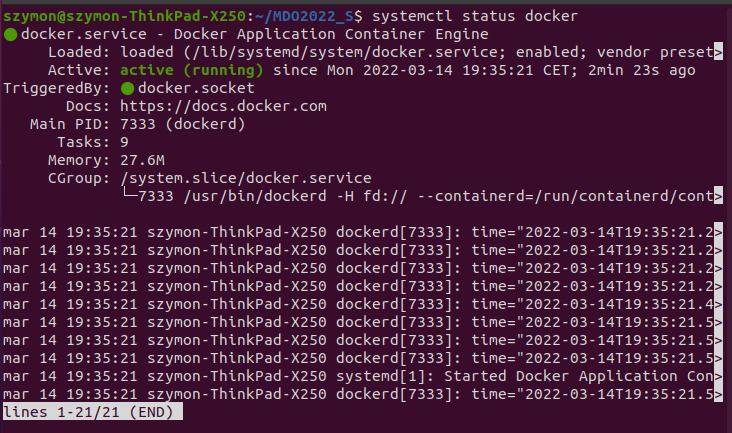 szymon@szymon-ThinkPad-X250:~/MDO2022_S$ systemctl status docker
● docker.service - Docker Application Container Engine
     Loaded: loaded (/lib/systemd/system/docker.service; enabled; vendor preset>
     Active: active (running) since Mon 2022-03-14 19:35:21 CET; 2min 23s ago
TriggeredBy: ● docker.socket
       Docs: https://docs.docker.com
   Main PID: 7333 (dockerd)
      Tasks: 9
     Memory: 27.6M
     CGroup: /system.slice/docker.service
             └─7333 /usr/bin/dockerd -H fd:// --containerd=/run/containerd/cont>

mar 14 19:35:21 szymon-ThinkPad-X250 dockerd[7333]: time="2022-03-14T19:35:21.2>
mar 14 19:35:21 szymon-ThinkPad-X250 dockerd[7333]: time="2022-03-14T19:35:21.2>
mar 14 19:35:21 szymon-ThinkPad-X250 dockerd[7333]: time="2022-03-14T19:35:21.2>
mar 14 19:35:21 szymon-ThinkPad-X250 dockerd[7333]: time="2022-03-14T19:35:21.2>
mar 14 19:35:21 szymon-ThinkPad-X250 dockerd[7333]: time="2022-03-14T19:35:21.4>
mar 14 19:35:21 szymon-ThinkPad-X250 dockerd[7333]: time="2022-03-14T19:35:21.5>
mar 14 19:35:21 szymon-ThinkPad-X250 dockerd[7333]: time="2022-03-14T19:35:21.5>
mar 14 19:35:21 szymon-ThinkPad-X250 dockerd[7333]: time="2022-03-14T19:35:21.5>
mar 14 19:35:21 szymon-ThinkPad-X250 systemd[1]: Started Docker Application Con>
mar 14 19:35:21 szymon-ThinkPad-X250 dockerd[7333]: time="2022-03-14T19:35:21.5>
lines 1-21/21 (END)